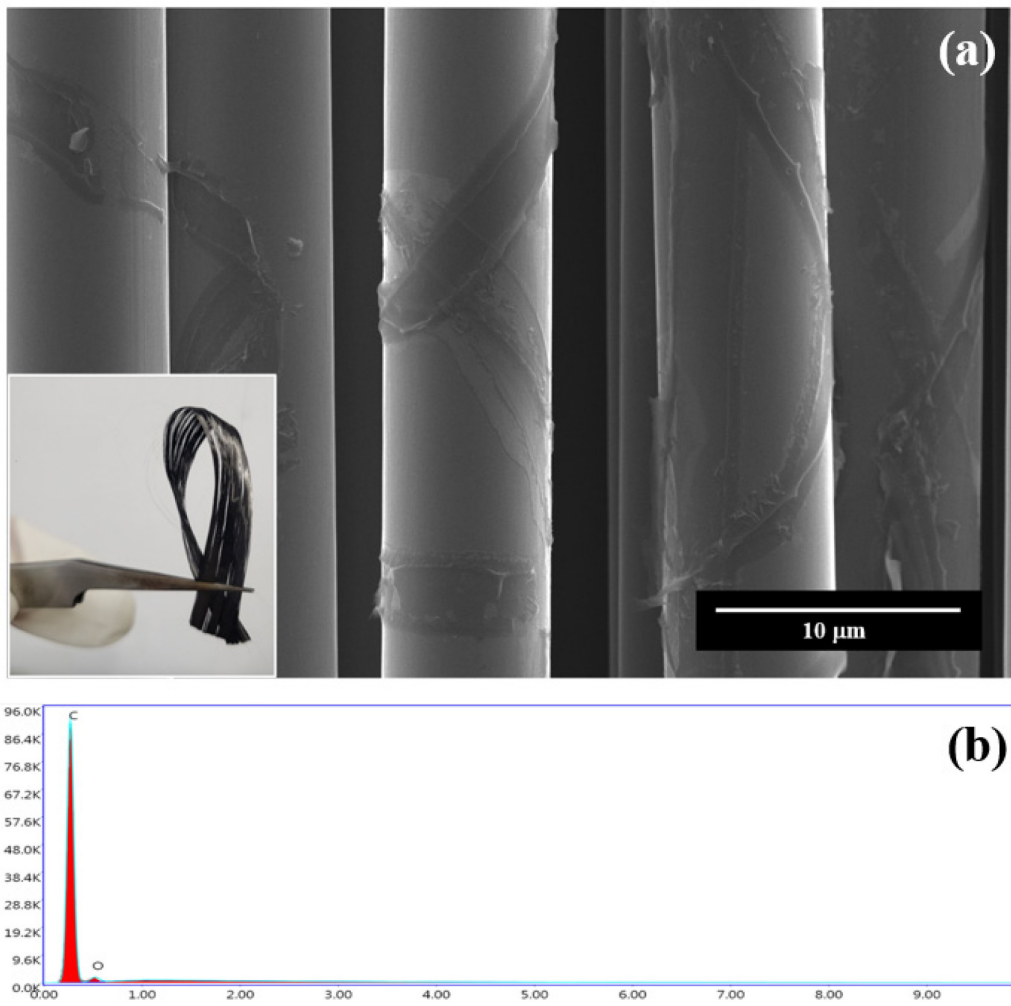 (a)
10 μm
(b)
C
96.0K
86.4K
76.8K
67.2K
57.6K
48.0K
38.4K
28.8K
19.2K
9.6K
0.0K
O
0.00 1.00 2.00 3.00 4.00 5.00 6.00 7.00 8.00 9.00